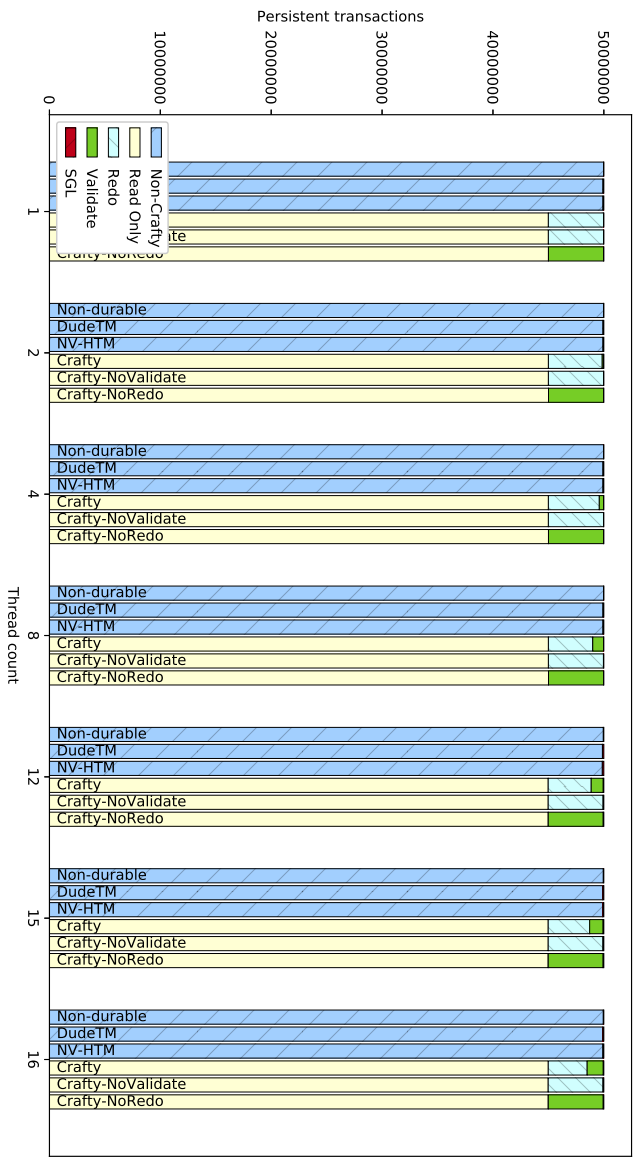 Persistent transactions
0
10000000
20000000
30000000
40000000
50000000
Non-Crafty
Read Only
Redo
Validate
SGL
1
ate
Crafty-NoRedo
Non-durable
DudeTM
NV-HTM
2
Crafty
Crafty-NoValidate
Crafty-NoRedo
Non-durable
DudeTM
NV-HTM
4
Crafty
Crafty-NoValidate
Crafty-NoRedo
Thread count
Non-durable
DudeTM
NV-HTM
8
Crafty
Crafty-NoValidate
Crafty-NoRedo
Non-durable
DudeTM
NV-HTM
12
Crafty
Crafty-NoValidate
Crafty-NoRedo
Non-durable
DudeTM
NV-HTM
15
Crafty
Crafty-NoValidate
Crafty-NoRedo
Non-durable
DudeTM
NV-HTM
16
Crafty
Crafty-NoValidate
Crafty-NoRedo